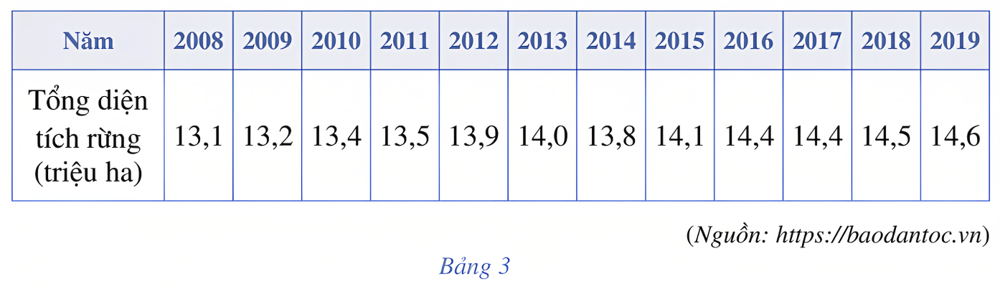 Năm 2008 2009 2010 2011 2012 2013 2014 2015 2016 2017 2018 2019
Tổng diện
tích rừng
(triệu ha)
13,1 13,2 13,4 13,5 13,9 14,0 13,8 14,1 14,4 14,4 14,5 14,6
(Nguồn: https://baodantoc.vn)
Bảng 3